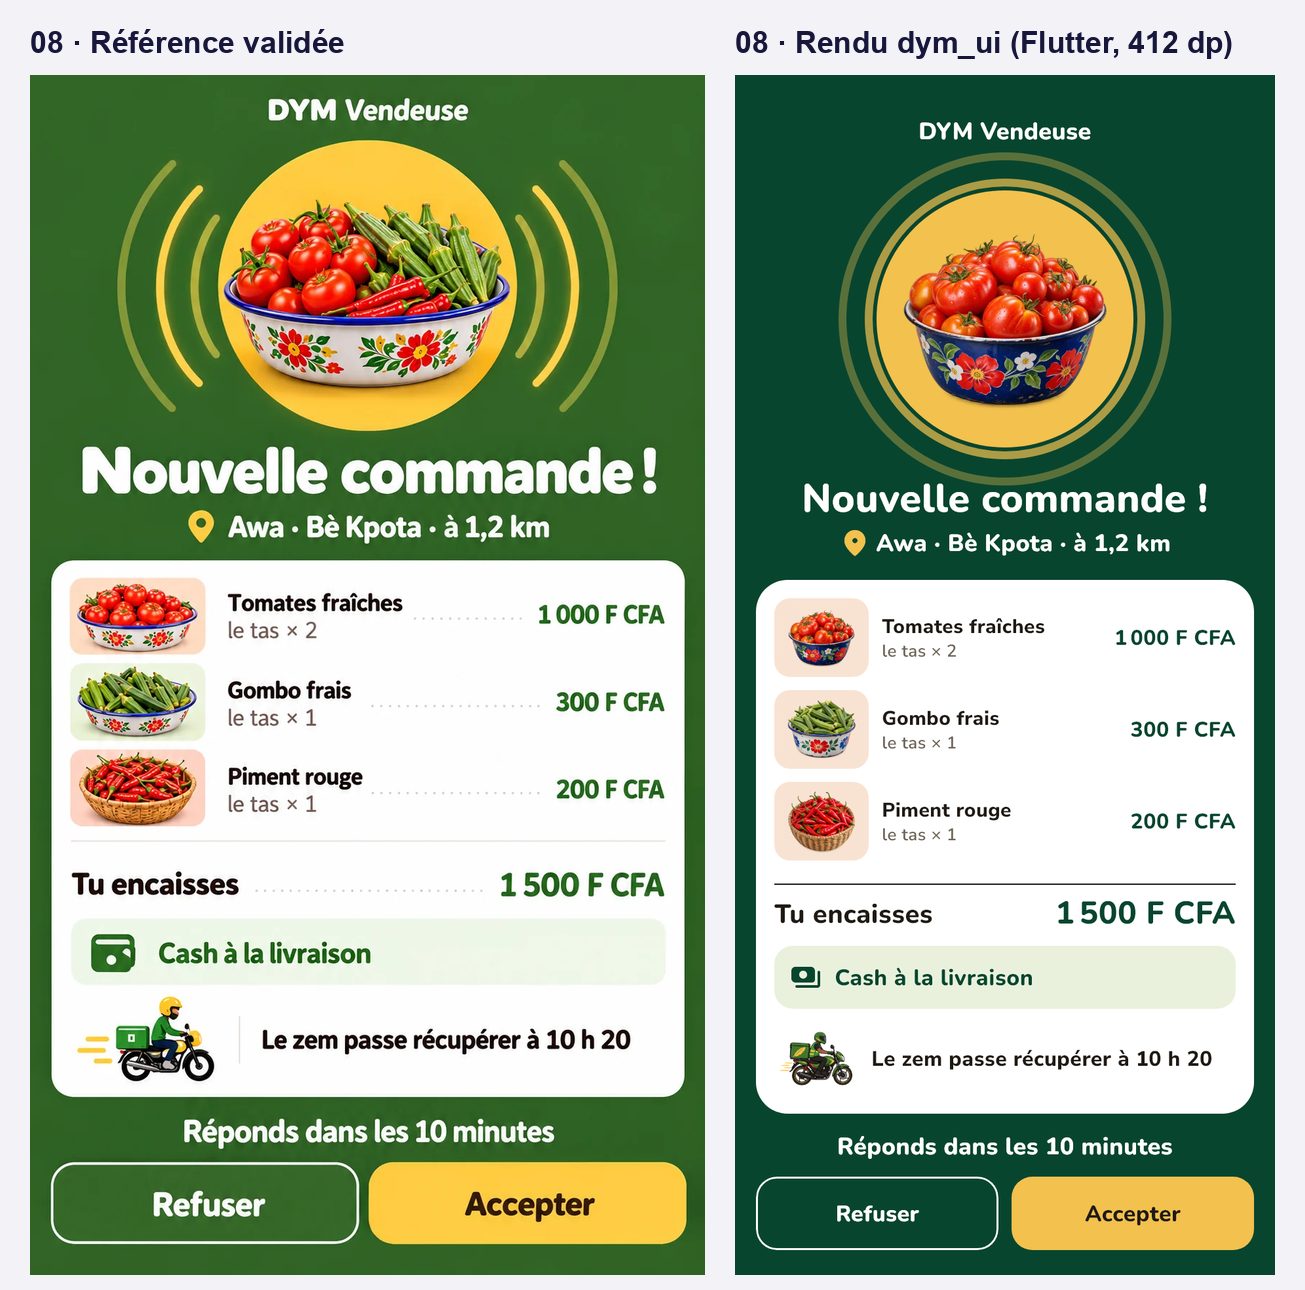 08 · Référence validée
DYM Vendeuse
Nouvelle commande !
Awa · Bè Kpota · à 1,2 km
Tomates fraîches 1 000 F CFA
le tas × 2
Gombo frais 300 F CFA
le tas × 1
Piment rouge 200 F CFA
le tas × 1
Tu encaisses 1 500 F CFA
Cash à la livraison
Le zem passe récupérer à 10 h 20
Réponds dans les 10 minutes
Refuser Accepter
08 · Rendu dym_ui (Flutter, 412 dp)
DYM Vendeuse
Nouvelle commande !
Awa · Bè Kpota · à 1,2 km
Tomates fraîches 1 000 F CFA
le tas × 2
Gombo frais 300 F CFA
le tas × 1
Piment rouge 200 F CFA
le tas × 1
Tu encaisses 1 500 F CFA
Cash à la livraison
Le zem passe récupérer à 10 h 20
Réponds dans les 10 minutes
Refuser Accepter